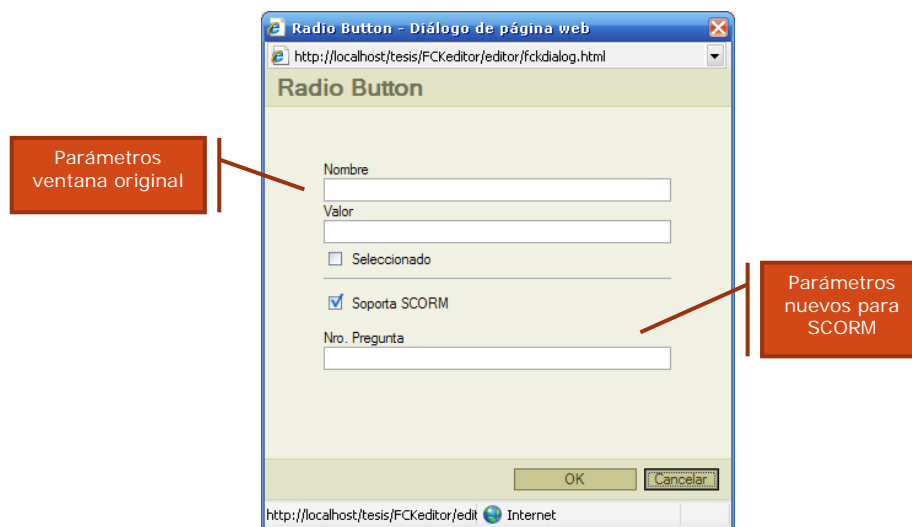 Radio Button - Diálogo de página web
http://localhost/tesis/FCKeditor/editor/fckdialog.html
Radio Button
Parámetros
ventana original
Nombre
Valor
Seleccionado
Soporta SCORM
Nro. Pregunta
Parámetros
nuevos para
SCORM
OK
Cancelar
http://localhost/tesis/FCKeditor/edit
Internet